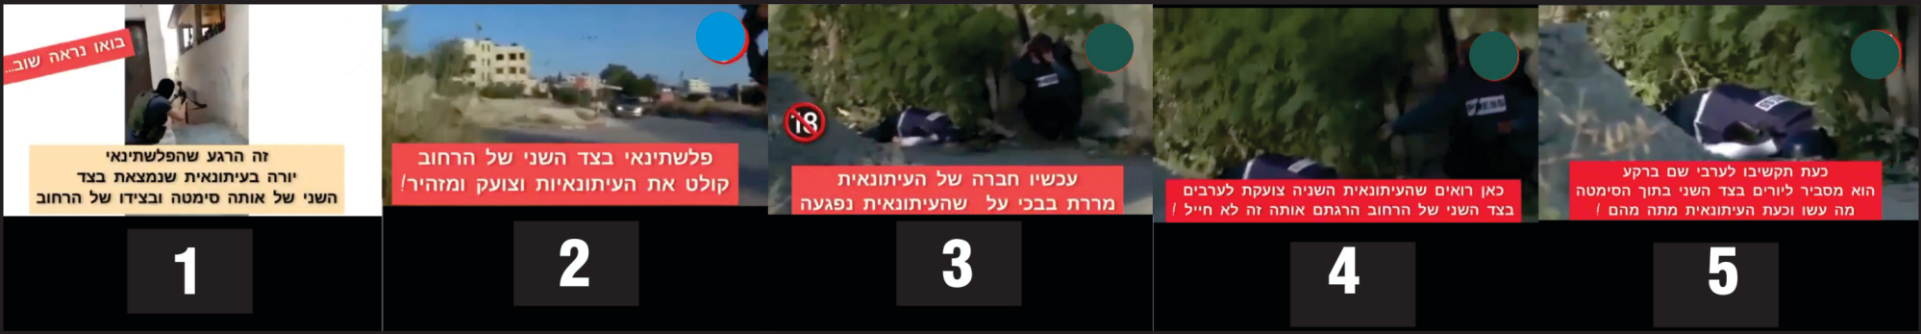 בואו נראה שוב...
זה הרגע שהפלשתינאי
יורה בעיתונאית שנמצאת בצד
השני של אותה סימטה ובצידו של הרחוב
1
פלשתינאי בצד השני של הרחוב
קולט את העיתונאיות וצועק ומזהיר!
2
18
עכשיו חברה של העיתונאית
מררת בבכי על שהעיתונאית נפגעה
3
PRESS
כאן רואים שהעיתונאית השניה צועקת לערבים
בצד השני של הרחוב הרגתם אותה זה לא חייל !
4
כעת תקשיבו לערבי שם ברקע
הוא מסביר ליורים בצד השני בתוך הסימטה
מה עשו וכעת העיתונאית מתה מהם !
5